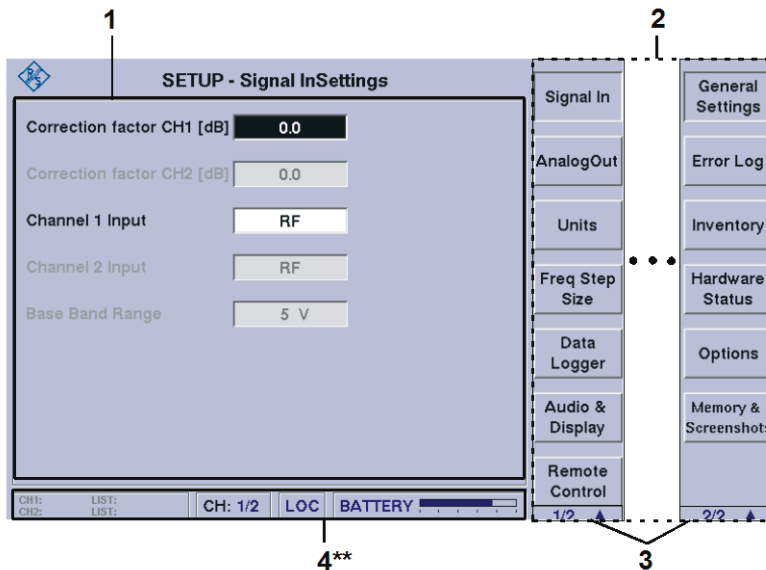 1
2
R&S
SETUP - Signal InSettings
Correction factor CH1 [dB] 0.0
Correction factor CH2 [dB] 0.0
Channel 1 Input RF
Channel 2 Input RF
Base Band Range 5 V
Signal In
AnalogOut
Units
Freq Step
Size
Data
Logger
Audio &
Display
Remote
Control
1/2 ▲
General
Settings
Error Log
Inventory
Hardware
Status
Options
Memory &
Screenshots
2/2 ▲
CH1: LIST:
CH2: LIST:
CH: 1/2 LOC BATTERY
4**
3